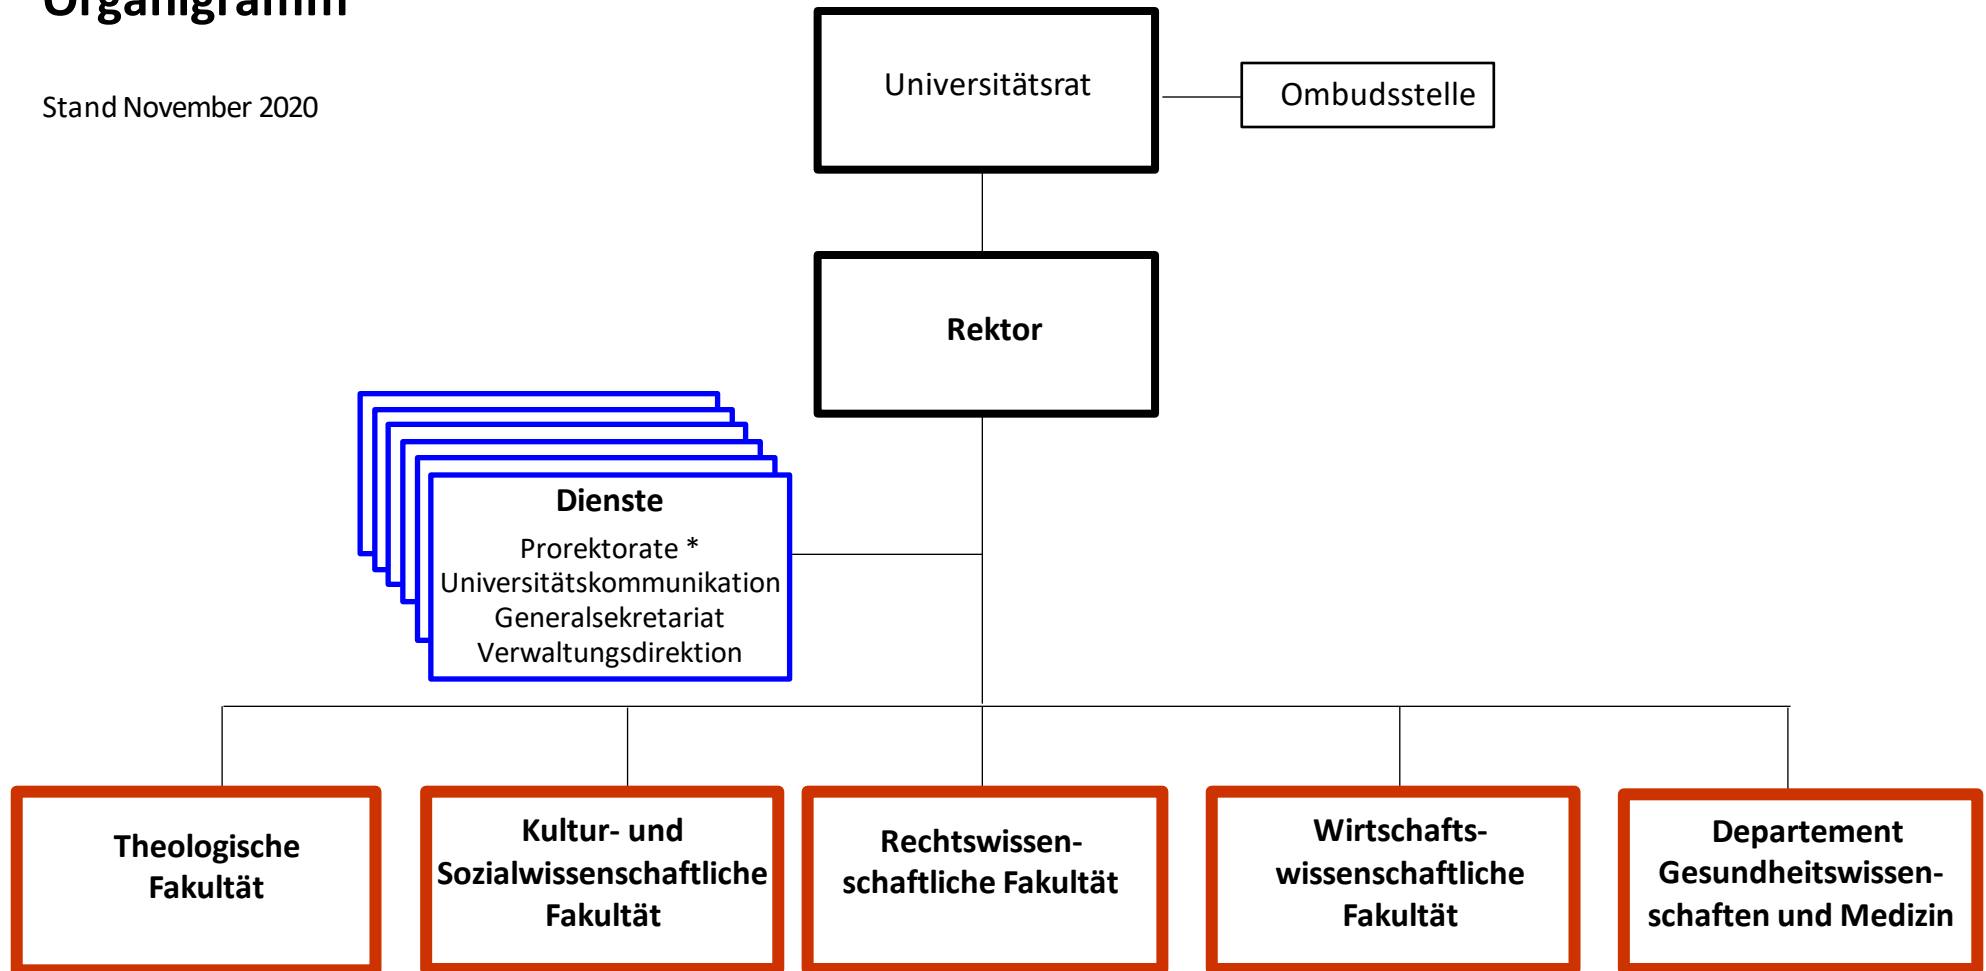 Organigramm
Stand November 2020
Universitätsrat
Ombudsstelle
Rektor
Dienste
Prorektorate *
Universitätskommunikation
Generalsekretariat
Verwaltungsdirektion
Theologische
Fakultät
Kultur- und
Sozialwissenschaftliche
Fakultät
Rechtswissen-
schaftliche Fakultät
Wirtschafts-
wissenschaftliche
Fakultät
Departement
Gesundheitswissen-
schaften und Medizin